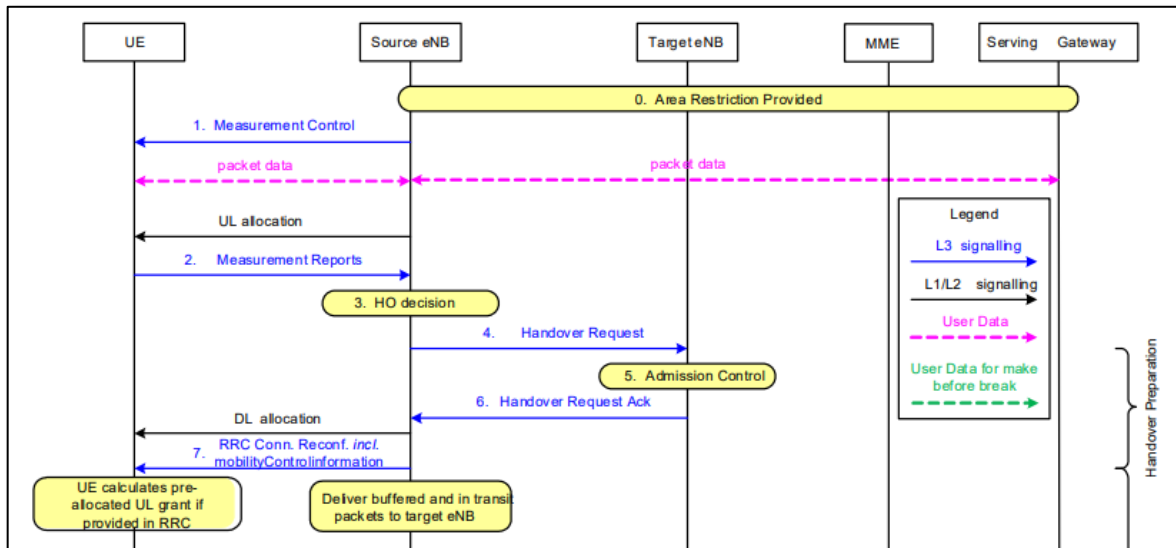 UE
Source eNB
Target eNB
MME
Serving Gateway
0. Area Restriction Provided
1. Measurement Control
packet data
packet data
UL allocation
Legend
2. Measurement Reports
L3 signalling
3. HO decision
L1/L2 signalling
4. Handover Request
User Data
5. Admission Control
User Data for make
before break
6. Handover Request Ack
DL allocation
7. RRC Conn. Reconf. incl.
mobilityControlinformation
UE calculates pre-
allocated UL grant if
provided in RRC
Deliver buffered and in transit
packets to target eNB
Handover Preparation